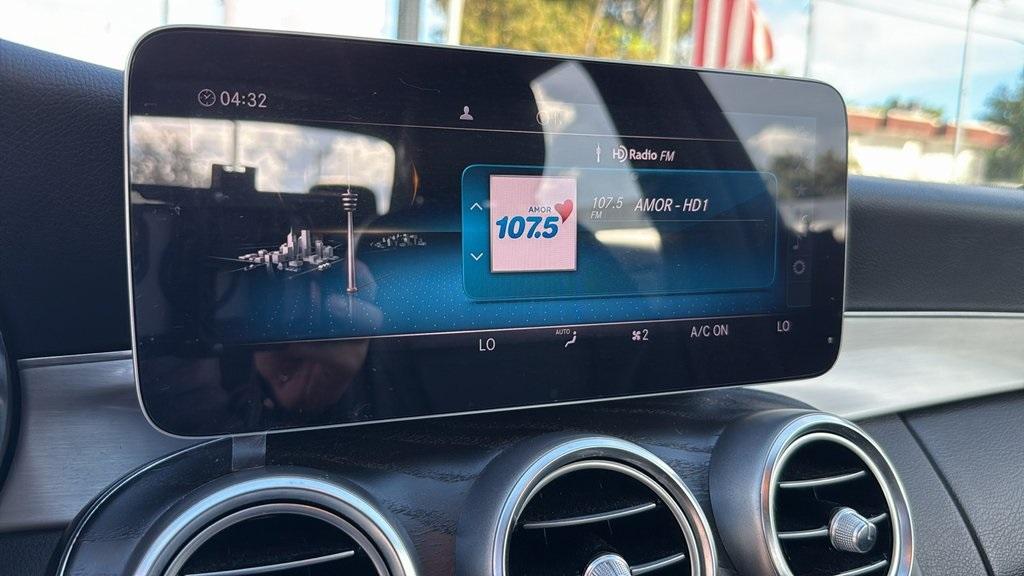 04:32
HD Radio FM
107.5 AMOR - HD1
FM
AMOR
107.5
LO AUTO 2 A/C ON LO